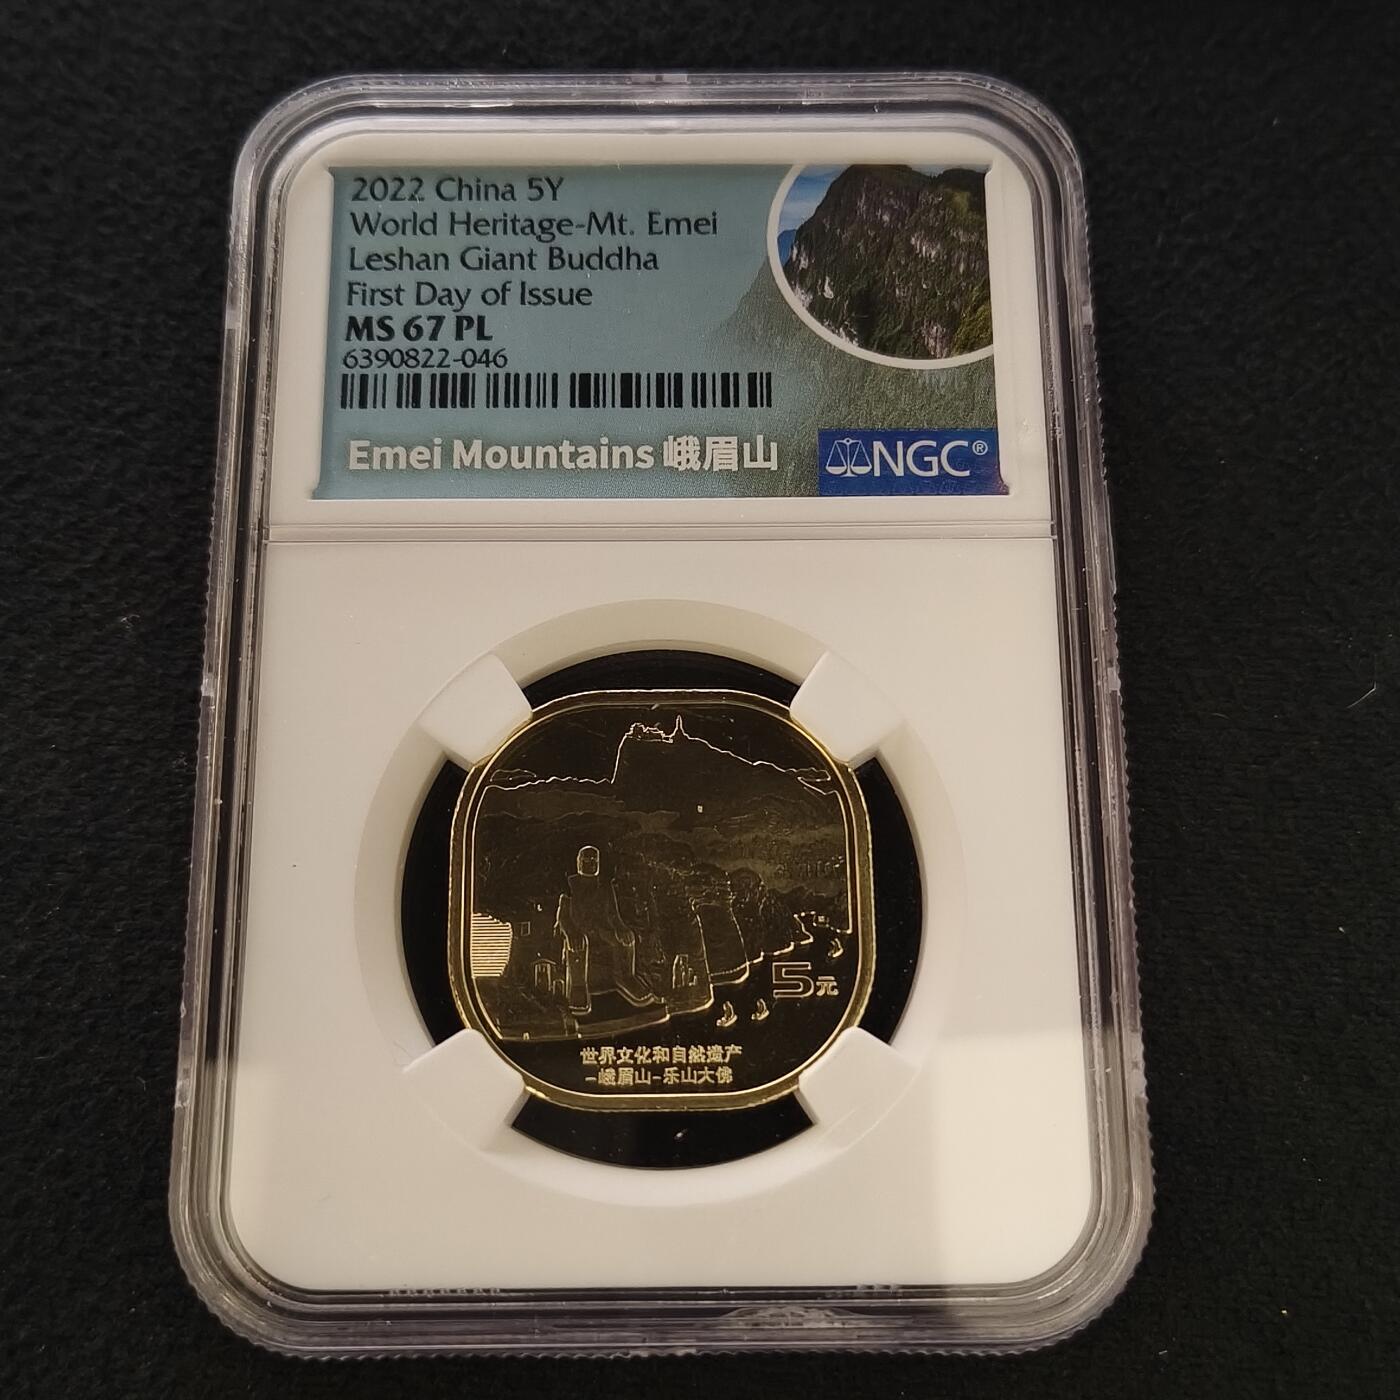 2022 China 5Y
World Heritage-Mt. Emei
Leshan Giant Buddha
First Day of Issue
MS 67 PL
6390822-046
Emei Mountains 峨眉山
NGC®
5元
世界文化和自然遗产
-峨眉山-乐山大佛